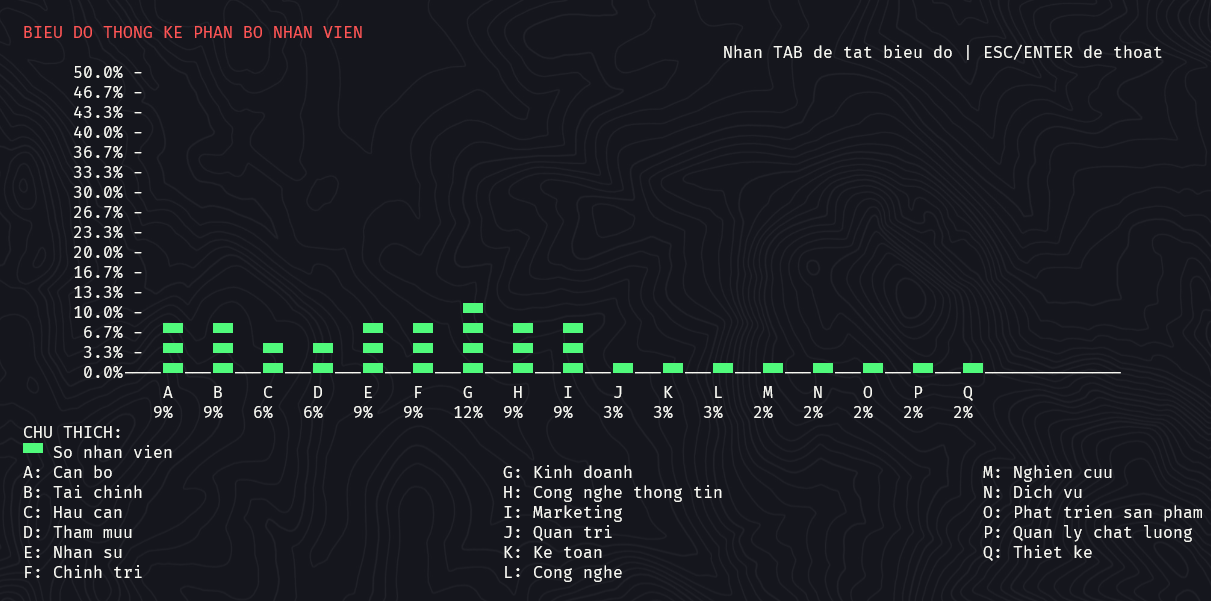 BIEU DO THONG KE PHAN BO NHAN VIEN
Nhan TAB de tat bieu do | ESC/ENTER de thoat
50.0% -
46.7% -
43.3% -
40.0% -
36.7% -
33.3% -
30.0% -
26.7% -
23.3% -
20.0% -
16.7% -
13.3% -
10.0% -
6.7% -
3.3% -
0.0%
A B C D E F G H I J K L M N O P Q
9% 9% 6% 6% 9% 9% 12% 9% 9% 3% 3% 3% 2% 2% 2% 2% 2%
CHU THICH:
So nhan vien
A: Can bo
B: Tai chinh
C: Hau can
D: Tham muu
E: Nhan su
F: Chinh tri
G: Kinh doanh
H: Cong nghe thong tin
I: Marketing
J: Quan tri
K: Ke toan
L: Cong nghe
M: Nghien cuu
N: Dich vu
O: Phat trien san pham
P: Quan ly chat luong
Q: Thiet ke